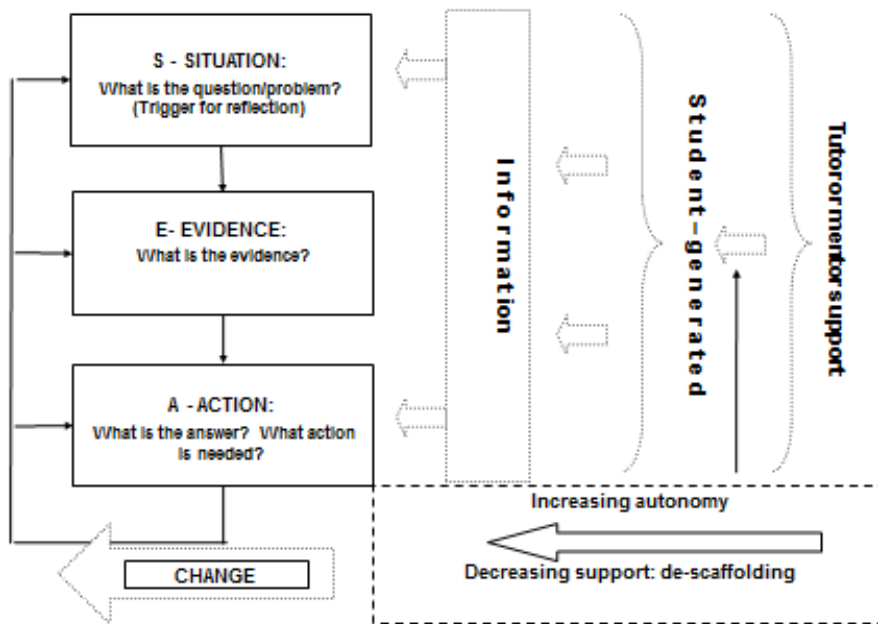 S - SITUATION:
What is the question/problem?
(Trigger for reflection)
E- EVIDENCE:
What is the evidence?
A - ACTION:
What is the answer? What action
is needed?
CHANGE
Information
Student-generated
Tutor or mentor support
Increasing autonomy
Decreasing support: de-scaffolding